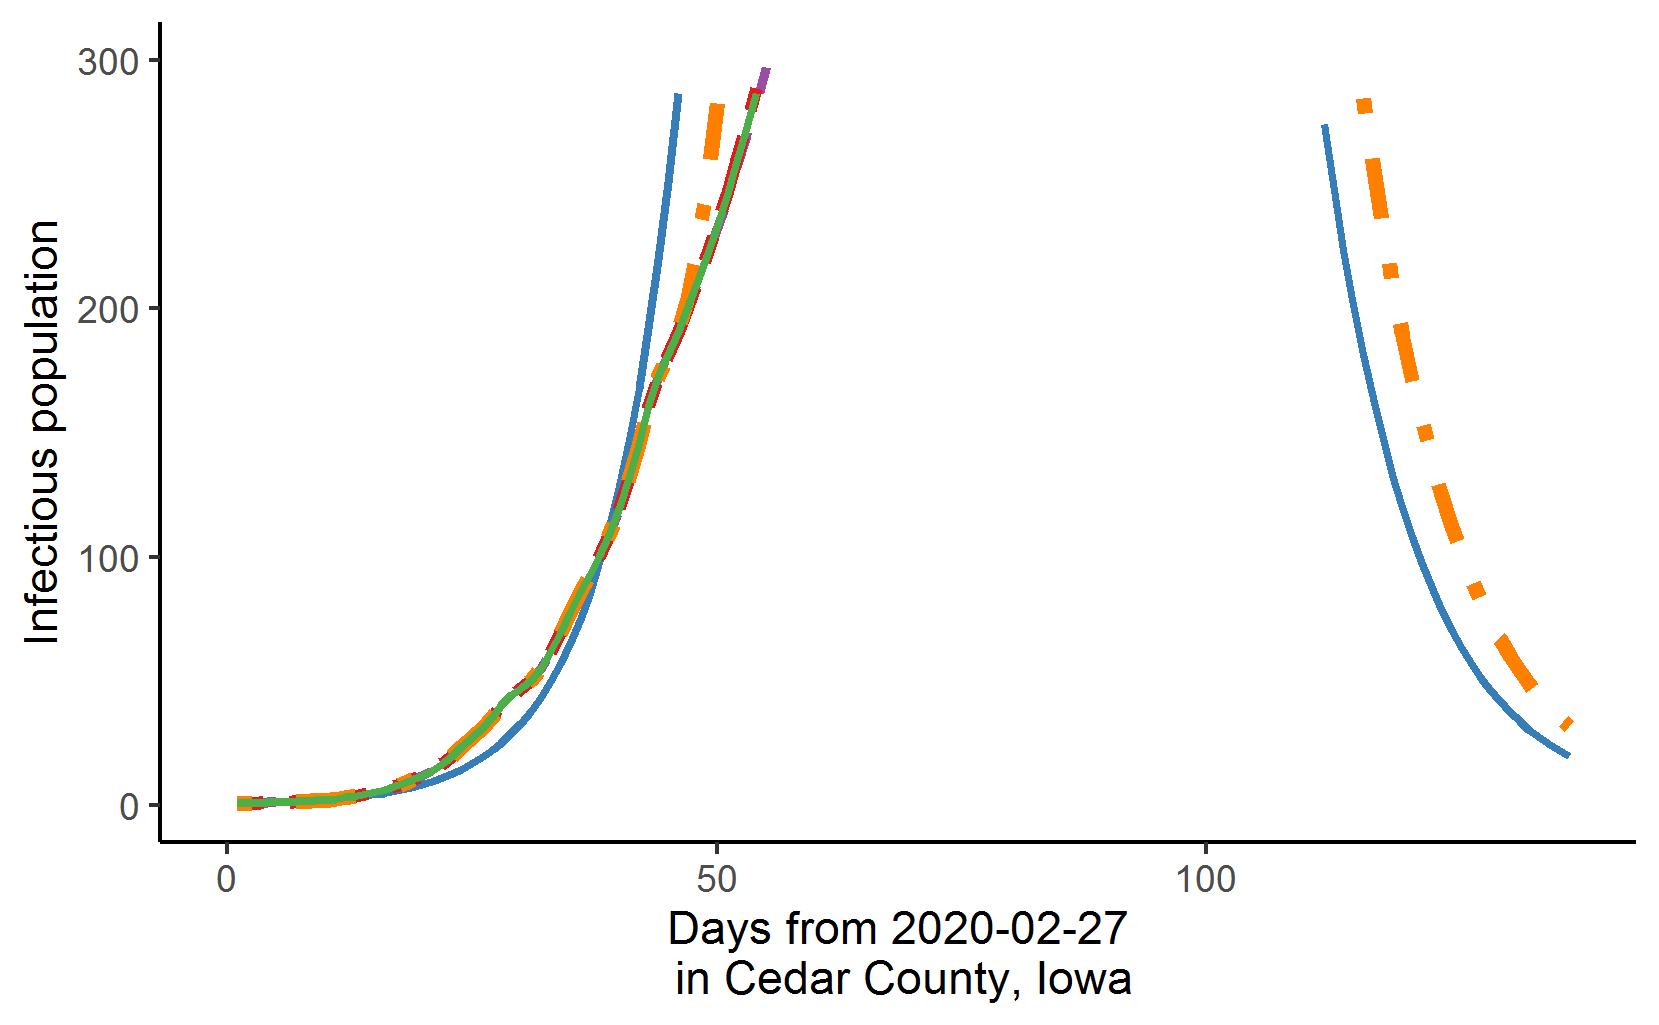 Infectious population
300
200
100
0
0 50 100
Days from 2020-02-27
in Cedar County, Iowa